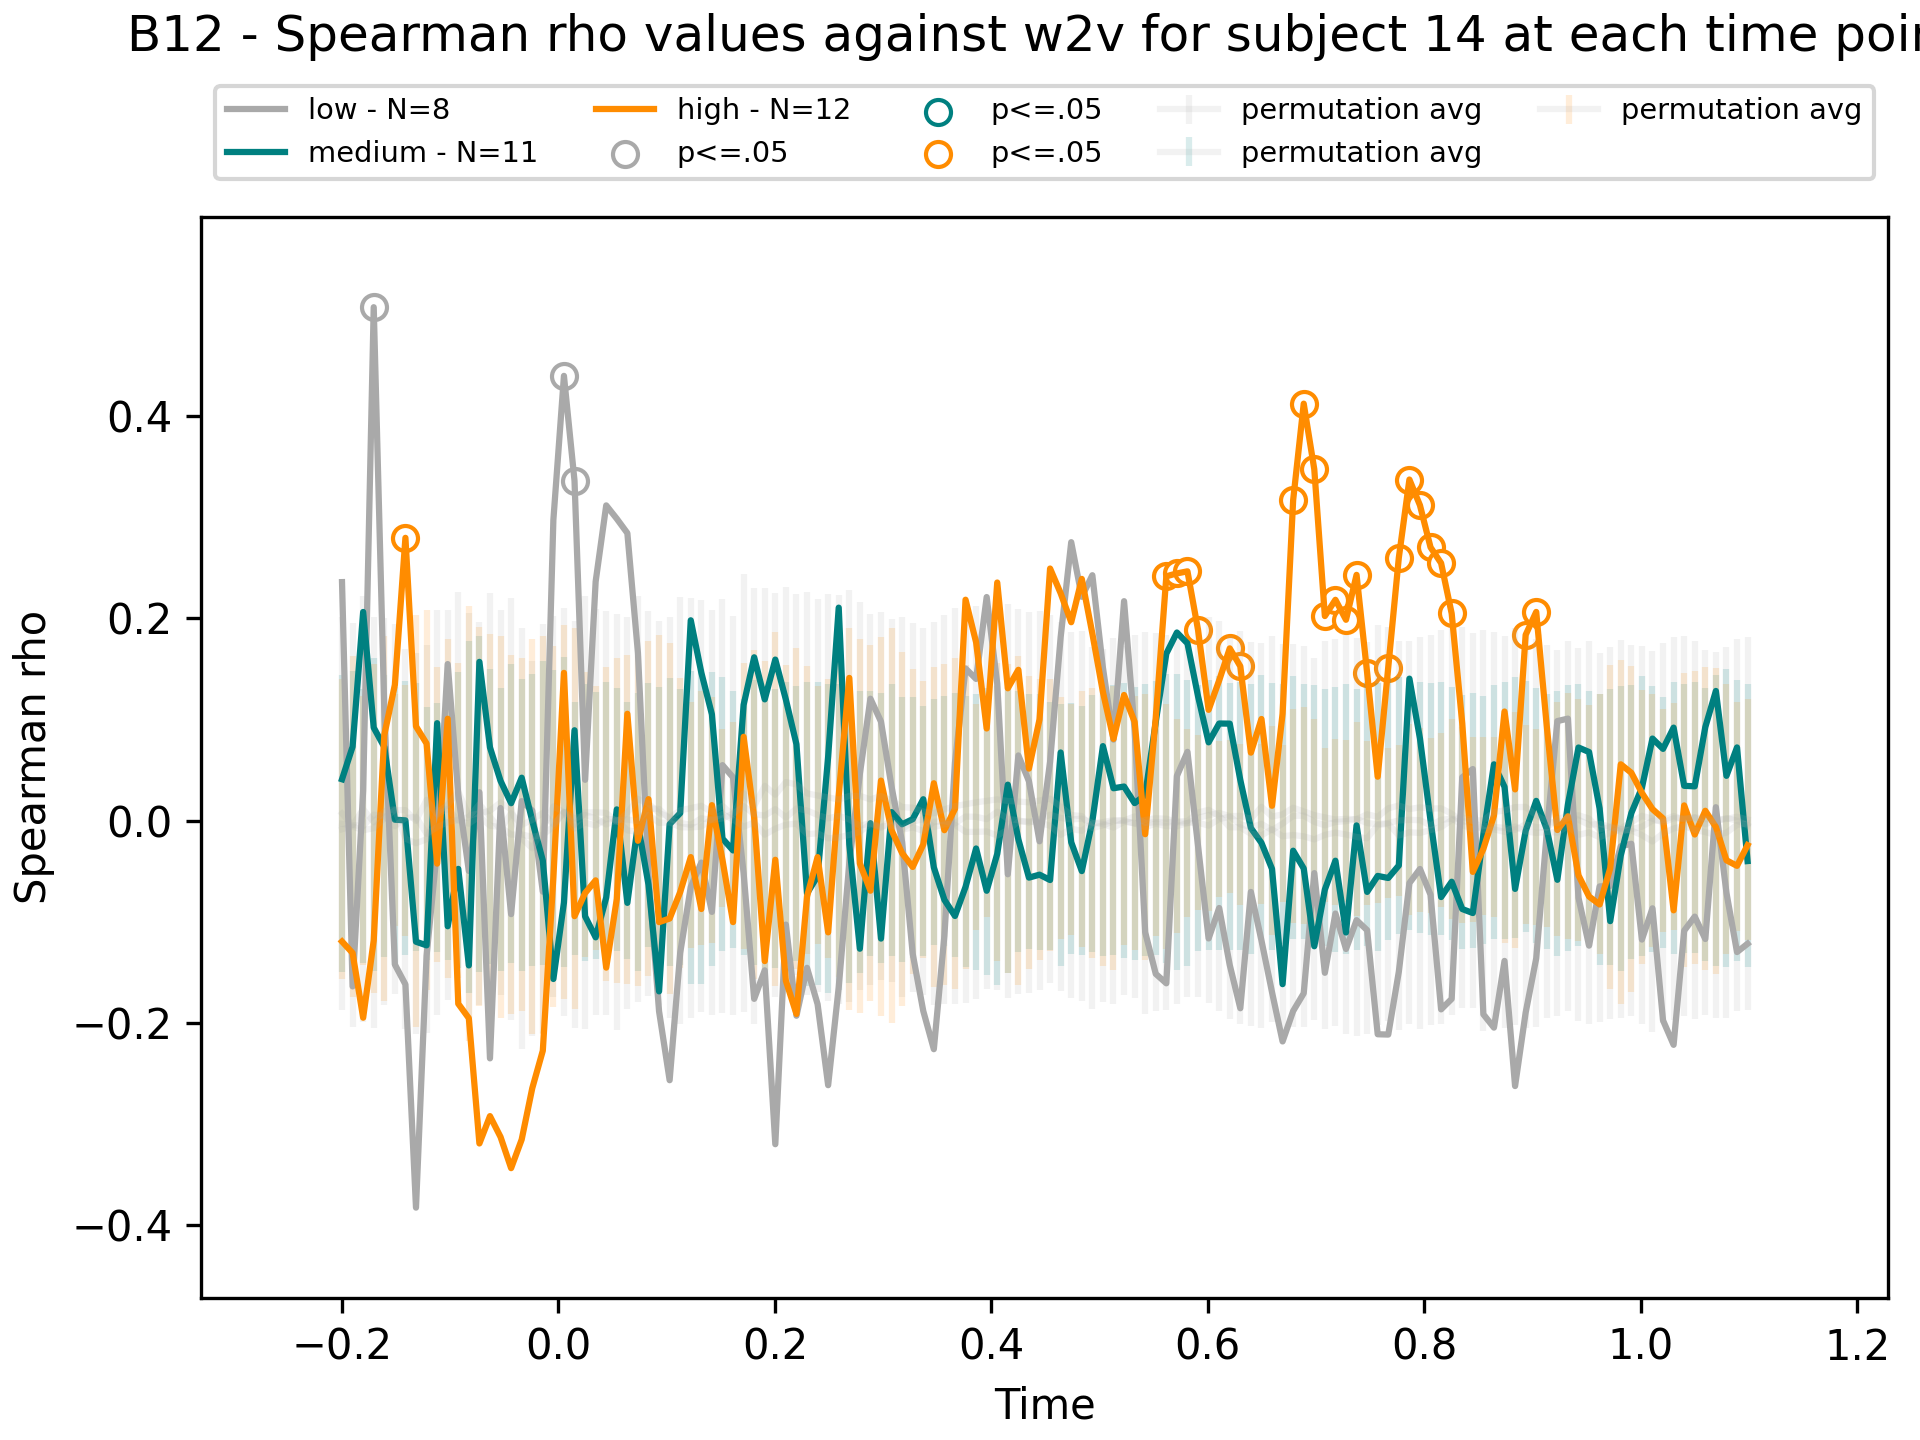 B12 - Spearman rho values against w2v for subject 14 at each time poi
low - N=8 high - N=12 p<=.05 permutation avg permutation avg
medium - N=11 p<=.05 p<=.05 permutation avg
Spearman rho
0.4
0.2
0.0
−0.2
−0.4
−0.2 0.0 0.2 0.4 0.6 0.8 1.0 1.2
Time